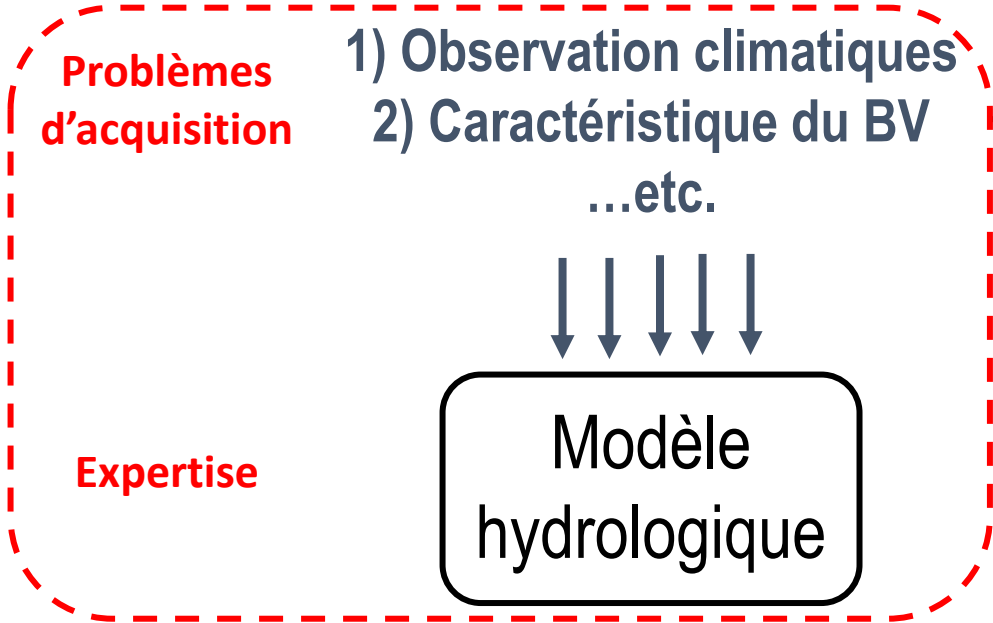 Problèmes
d’acquisition
1) Observation climatiques
2) Caractéristique du BV
…etc.
Expertise
Modèle
hydrologique